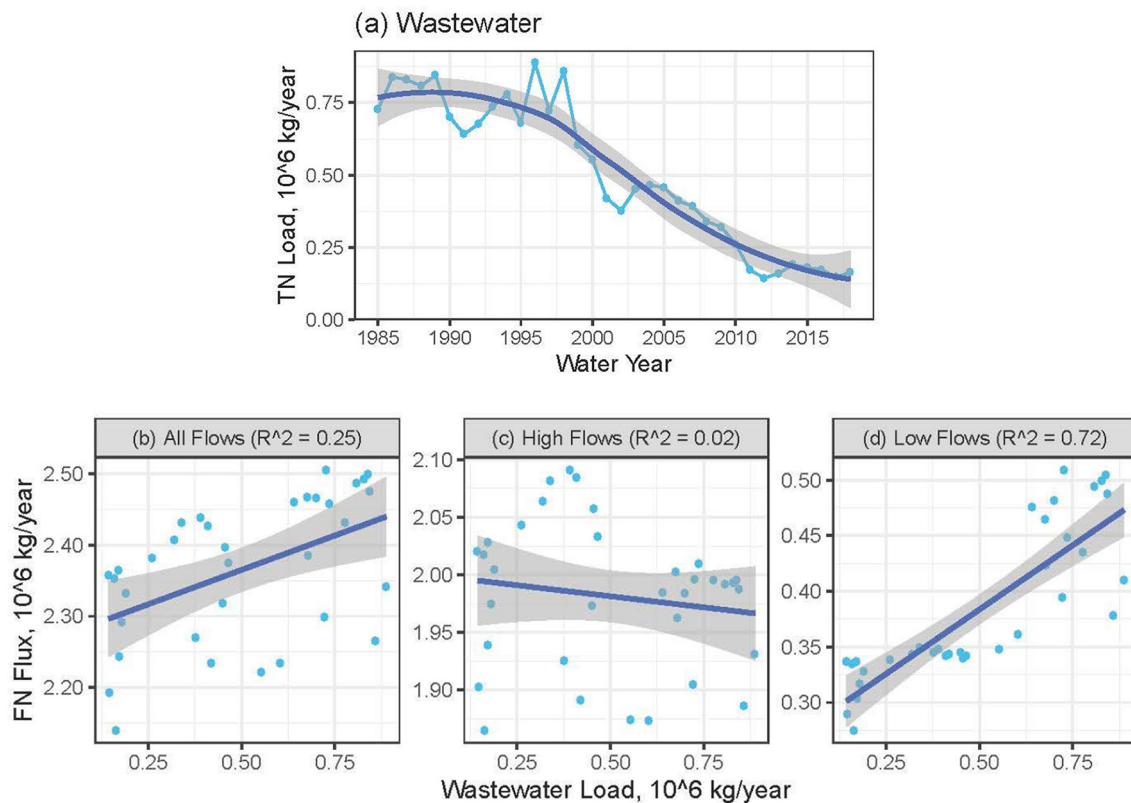 (a) Wastewater
TN Load, 10^6 kg/year
0.75
0.50
0.25
0.00
1985 1990 1995 2000 2005 2010 2015
Water Year
(b) All Flows (R^2 = 0.25)
(c) High Flows (R^2 = 0.02)
(d) Low Flows (R^2 = 0.72)
FN Flux, 10^6 kg/year
2.50
2.40
2.30
2.20
2.10
2.05
2.00
1.95
1.90
0.50
0.45
0.40
0.35
0.30
0.25 0.50 0.75
0.25 0.50 0.75
0.25 0.50 0.75
Wastewater Load, 10^6 kg/year